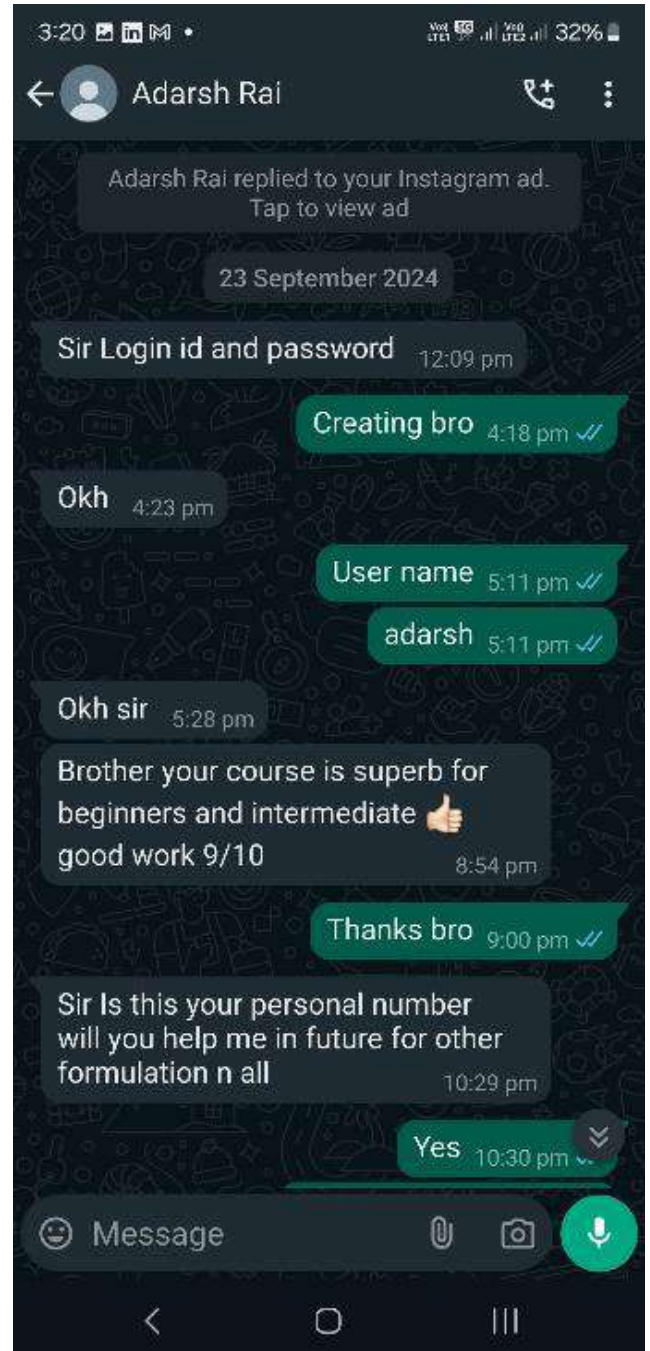 3:20
32%
Adarsh Rai
Adarsh Rai replied to your Instagram ad.
Tap to view ad
23 September 2024
Sir Login id and password 12:09 pm
Creating bro 4:18 pm
Okh 4:23 pm
User name 5:11 pm
adarsh 5:11 pm
Okh sir 5:28 pm
Brother your course is superb for
beginners and intermediate 👍🏻
good work 9/10 8:54 pm
Thanks bro 9:00 pm
Sir Is this your personal number
will you help me in future for other
formulation n all 10:29 pm
Yes 10:30 pm
Message